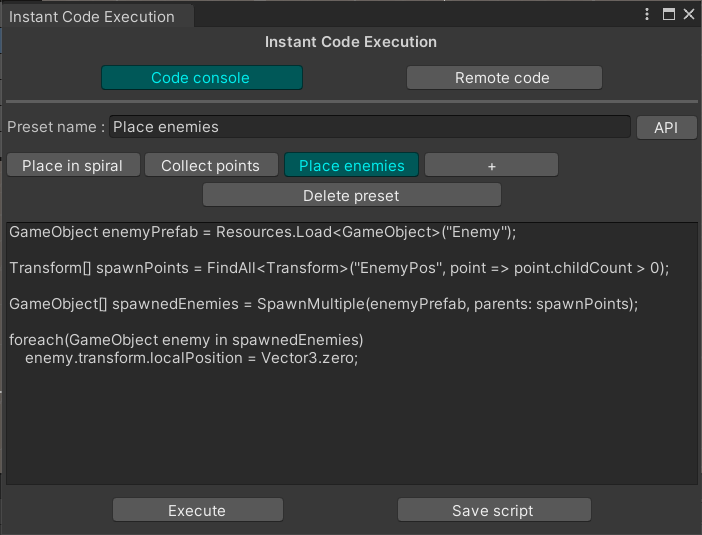 Instant Code Execution
Instant Code Execution
Code console Remote code
Preset name : Place enemies API
Place in spiral Collect points Place enemies +
Delete preset
GameObject enemyPrefab = Resources.Load<GameObject>("Enemy");
Transform[] spawnPoints = FindAll<Transform>("EnemyPos", point => point.childCount > 0);
GameObject[] spawnedEnemies = SpawnMultiple(enemyPrefab, parents: spawnPoints);
foreach(GameObject enemy in spawnedEnemies)
    enemy.transform.localPosition = Vector3.zero;
Execute Save script